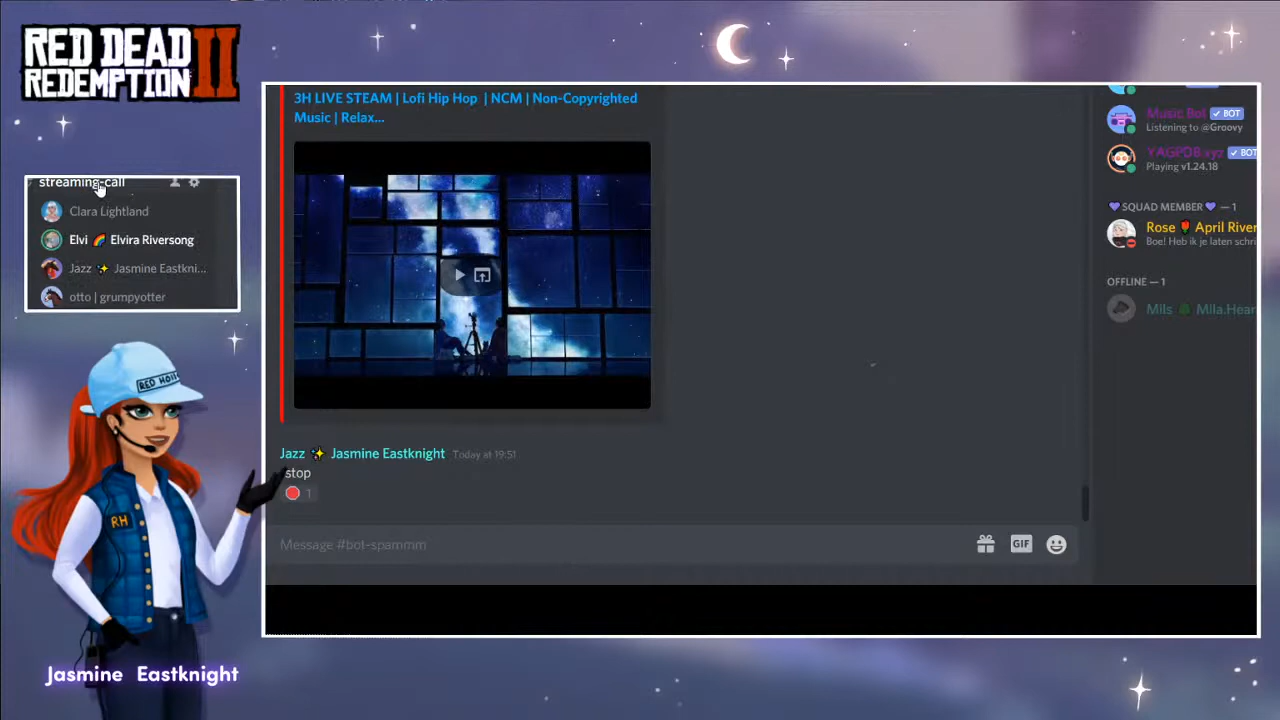 RED DEAD
REDEMPTION II
streaming-call
Clara Lightland
Elvi 🌈 Elvira Riversong
Jazz ✨ Jasmine Eastkni...
otto | grumpyotter
RED HOIS
RH
Jasmine Eastknight
3H LIVE STEAM | Lofi Hip Hop | NCM | Non-Copyrighted
Music | Relax...
Jazz ✨ Jasmine Eastknight Today at 19:51
stop
1
Message #bot-spammm
GIF
Music Bot ✓ BOT
Listening to @Groovy
YAGPDB.xyz ✓ BOT
Playing v1.24.18
💜 SQUAD MEMBER 💜 — 1
Rose 🌹 April River
Boe! Heb ik je laten schri
OFFLINE — 1
Mils Mila.Hear